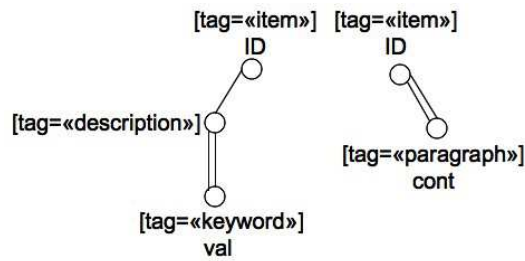 [tag=«item»] [tag=«item»]
ID ID
[tag=«description»]
[tag=«paragraph»]
cont
[tag=«keyword»]
val